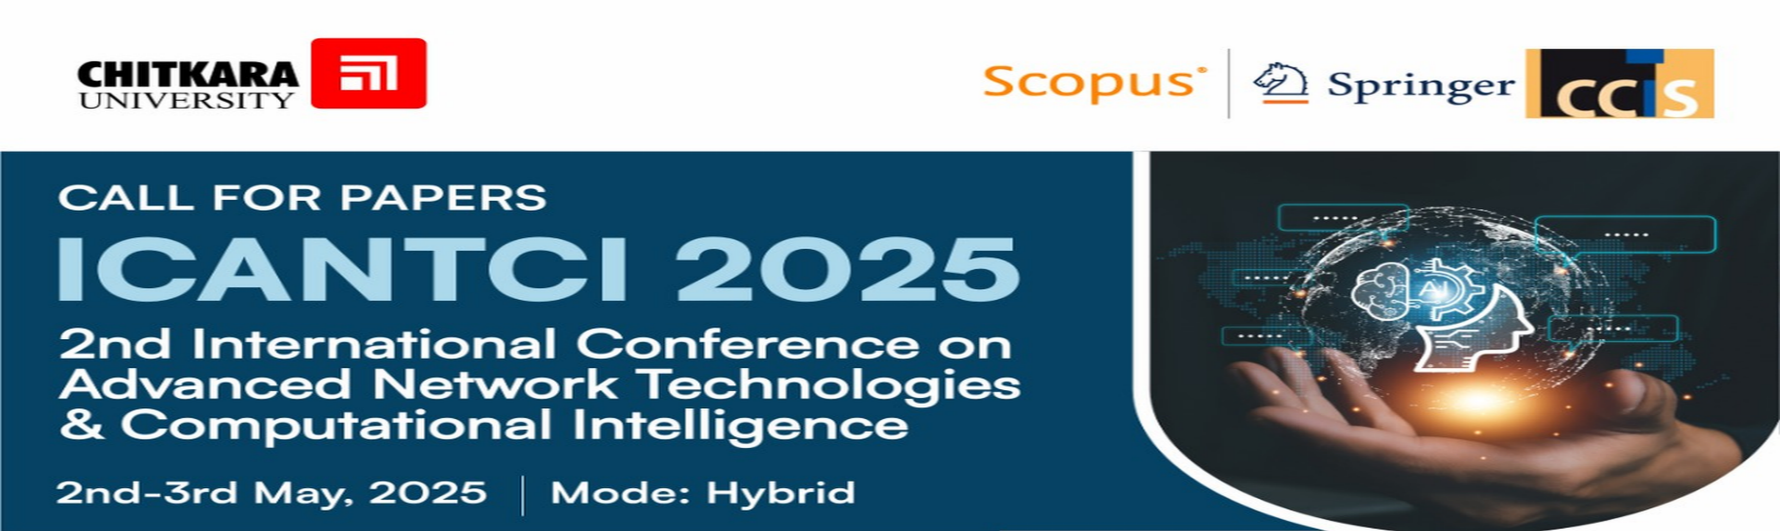 CHITKARA
UNIVERSITY
Scopus®
Springer
CCIS
CALL FOR PAPERS
ICANTCI 2025
2nd International Conference on
Advanced Network Technologies
& Computational Intelligence
2nd-3rd May, 2025 | Mode: Hybrid
AI